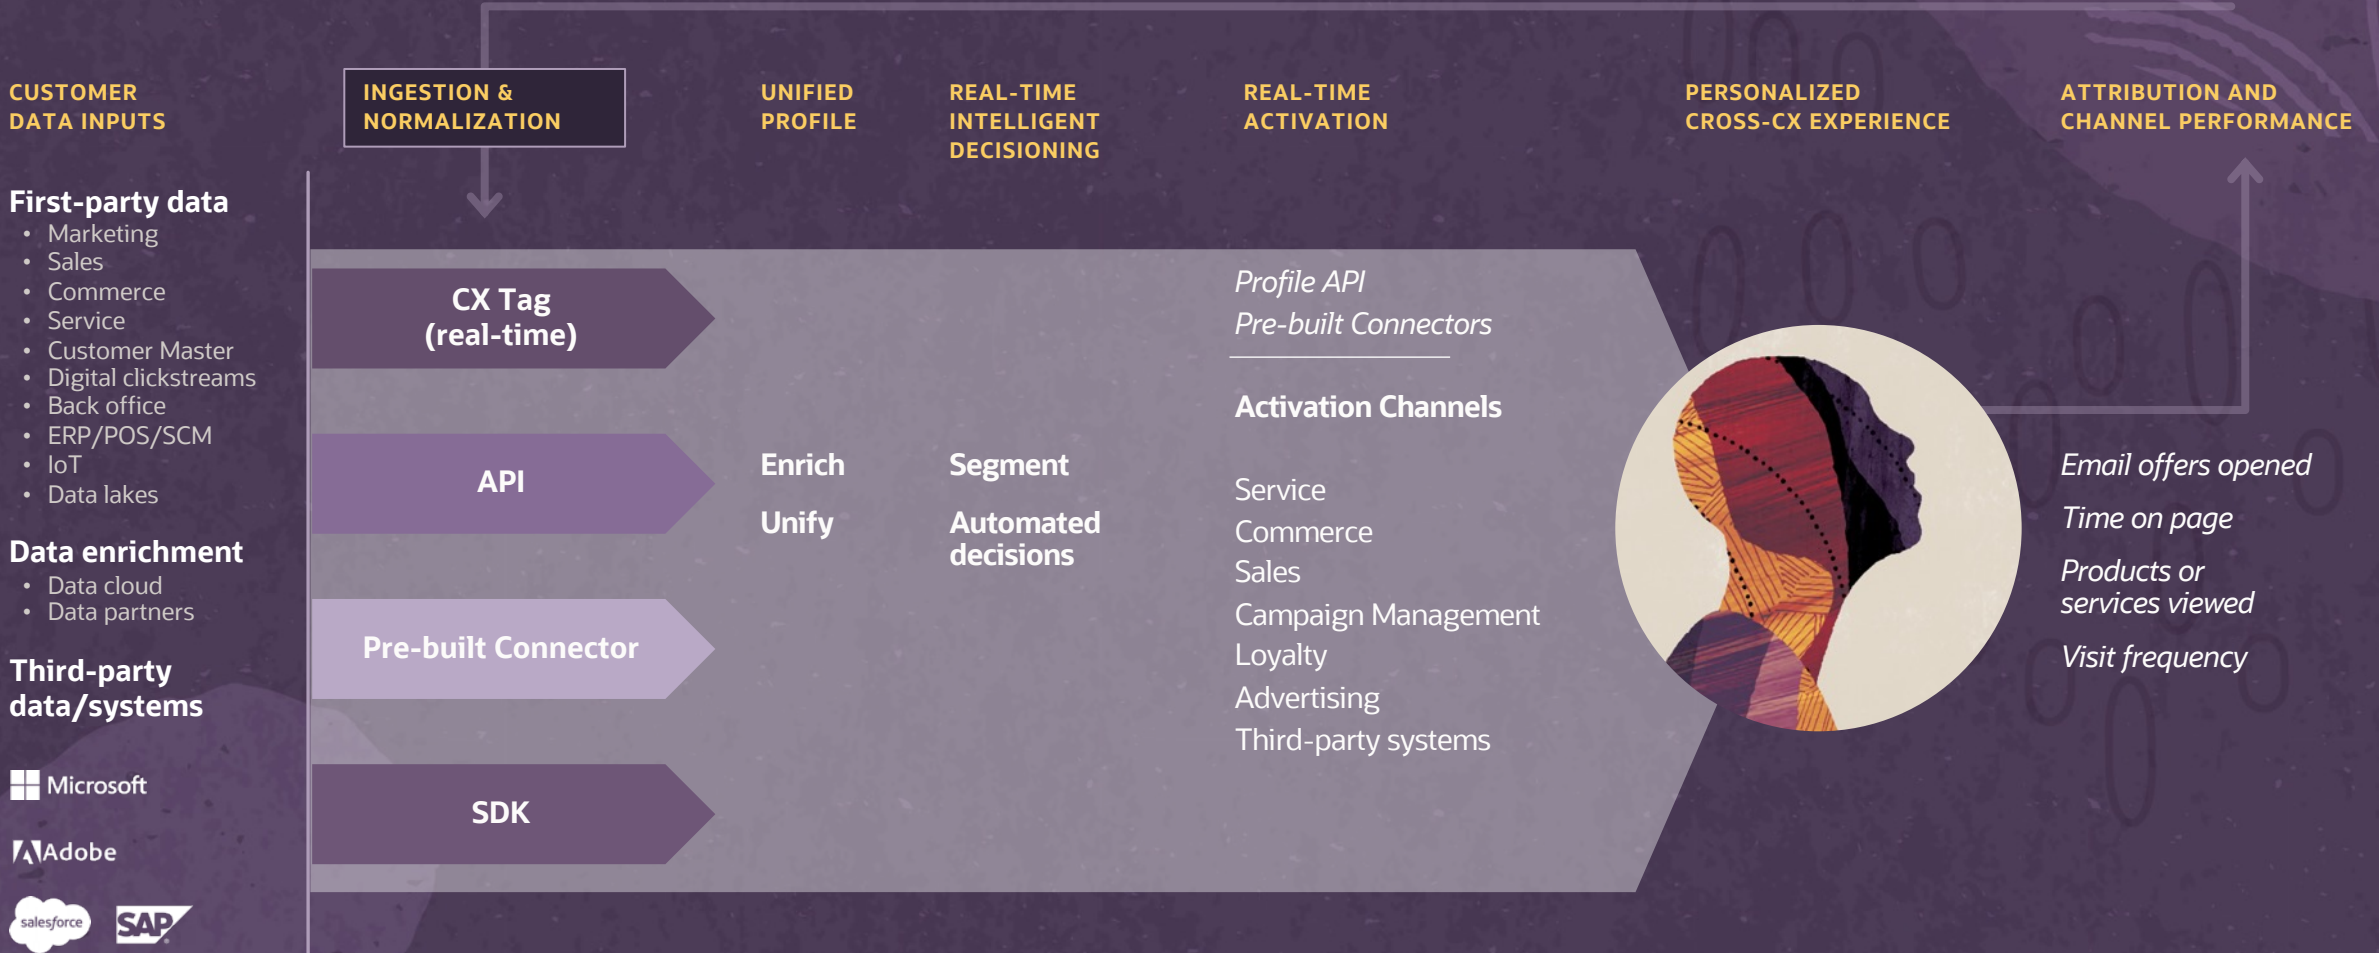 CUSTOMER
DATA INPUTS
INGESTION &
NORMALIZATION
UNIFIED
PROFILE
REAL-TIME
INTELLIGENT
DECISIONING
REAL-TIME
ACTIVATION
PERSONALIZED
CROSS-CX EXPERIENCE
ATTRIBUTION AND
CHANNEL PERFORMANCE
First-party data
• Marketing
• Sales
• Commerce
• Service
• Customer Master
• Digital clickstreams
• Back office
• ERP/POS/SCM
• IoT
• Data lakes
Data enrichment
• Data cloud
• Data partners
Third-party
data/systems
Microsoft
Adobe
salesforce
SAP
CX Tag
(real-time)
API
Pre-built Connector
SDK
Enrich
Unify
Segment
Automated
decisions
Profile API
Pre-built Connectors
Activation Channels
Service
Commerce
Sales
Campaign Management
Loyalty
Advertising
Third-party systems
Email offers opened
Time on page
Products or
services viewed
Visit frequency